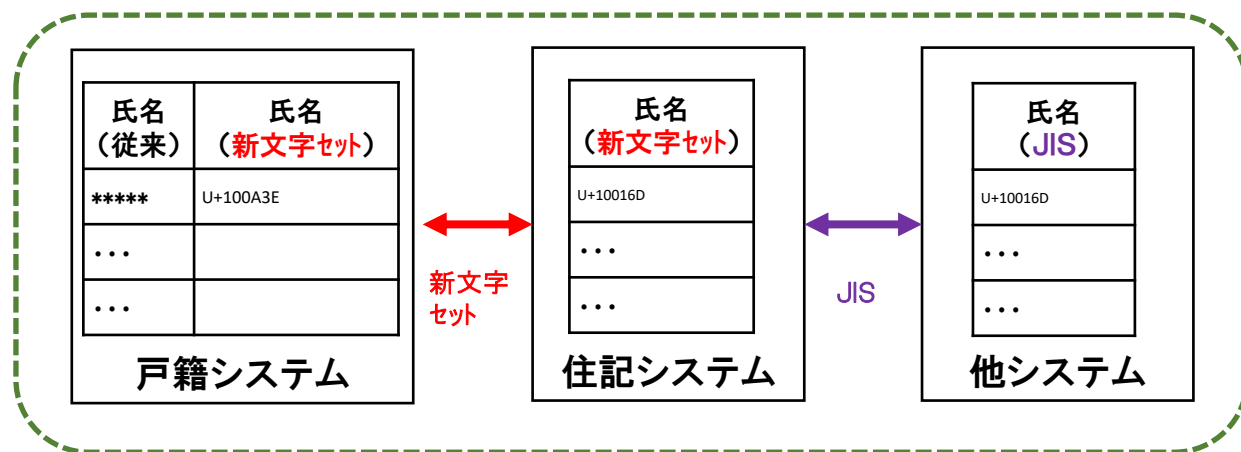 氏名
（従来）
氏名
（新文字セット）
*****
U+100A3E
・・・
・・・
戸籍システム
新文字
セット
氏名
（新文字セット）
U+10016D
・・・
・・・
住記システム
JIS
氏名
（JIS）
U+10016D
・・・
・・・
他システム